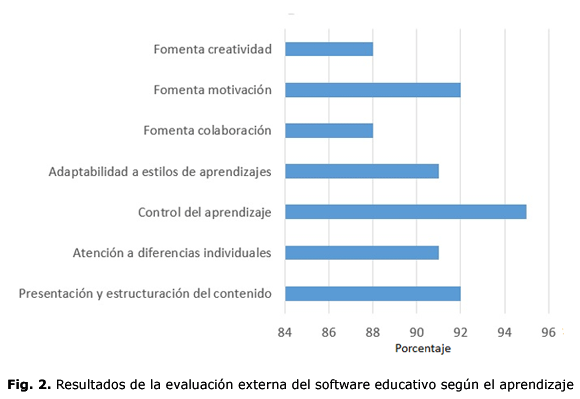 Fomenta creatividad
Fomenta motivación
Fomenta colaboración
Adaptabilidad a estilos de aprendizajes
Control del aprendizaje
Atención a diferencias individuales
Presentación y estructuración del contenido
84 86 88 90 92 94 96
Porcentaje
Fig. 2. Resultados de la evaluación externa del software educativo según el aprendizaje